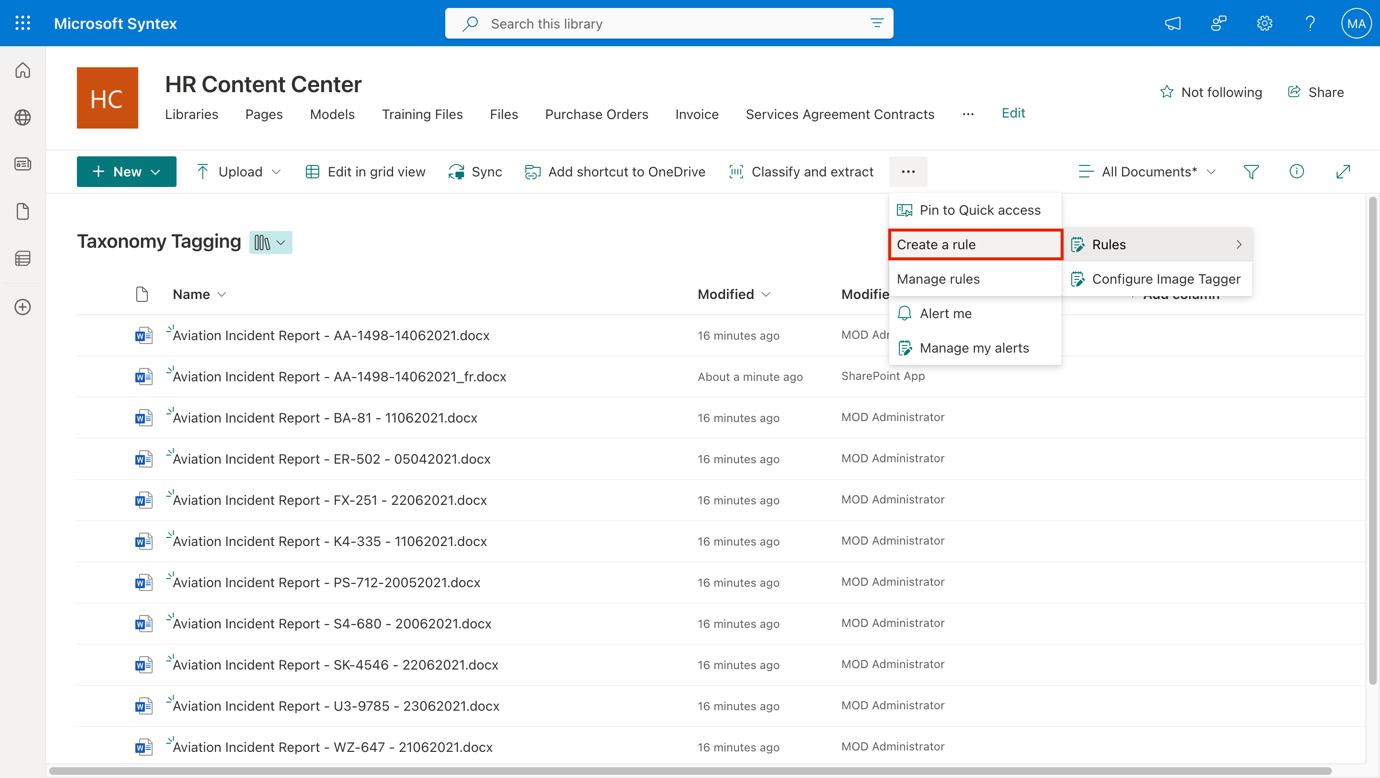 Microsoft Syntex
Search this library
?
MA
HC
HR Content Center
Not following
Share
Libraries
Pages
Models
Training Files
Files
Purchase Orders
Invoice
Services Agreement Contracts
...
Edit
+ New
Upload
Edit in grid view
Sync
Add shortcut to OneDrive
Classify and extract
...
All Documents*
Pin to Quick access
Create a rule
Rules
Manage rules
Configure Image Tagger
Alert me
Manage my alerts
Taxonomy Tagging
Name
Modified
Modifie
Add column
Aviation Incident Report - AA-1498-14062021.docx
16 minutes ago
MOD
Aviation Incident Report - AA-1498-14062021_fr.docx
About a minute ago
SharePoint App
Aviation Incident Report - BA-81 - 11062021.docx
16 minutes ago
MOD Administrator
Aviation Incident Report - ER-502 - 05042021.docx
16 minutes ago
MOD Administrator
Aviation Incident Report - FX-251 - 22062021.docx
16 minutes ago
MOD Administrator
Aviation Incident Report - K4-335 - 11062021.docx
16 minutes ago
MOD Administrator
Aviation Incident Report - PS-712-20052021.docx
16 minutes ago
MOD Administrator
Aviation Incident Report - S4-680 - 20062021.docx
16 minutes ago
MOD Administrator
Aviation Incident Report - SK-4546 - 22062021.docx
16 minutes ago
MOD Administrator
Aviation Incident Report - U3-9785 - 23062021.docx
16 minutes ago
MOD Administrator
Aviation Incident Report - WZ-647 - 21062021.docx
16 minutes ago
MOD Administrator